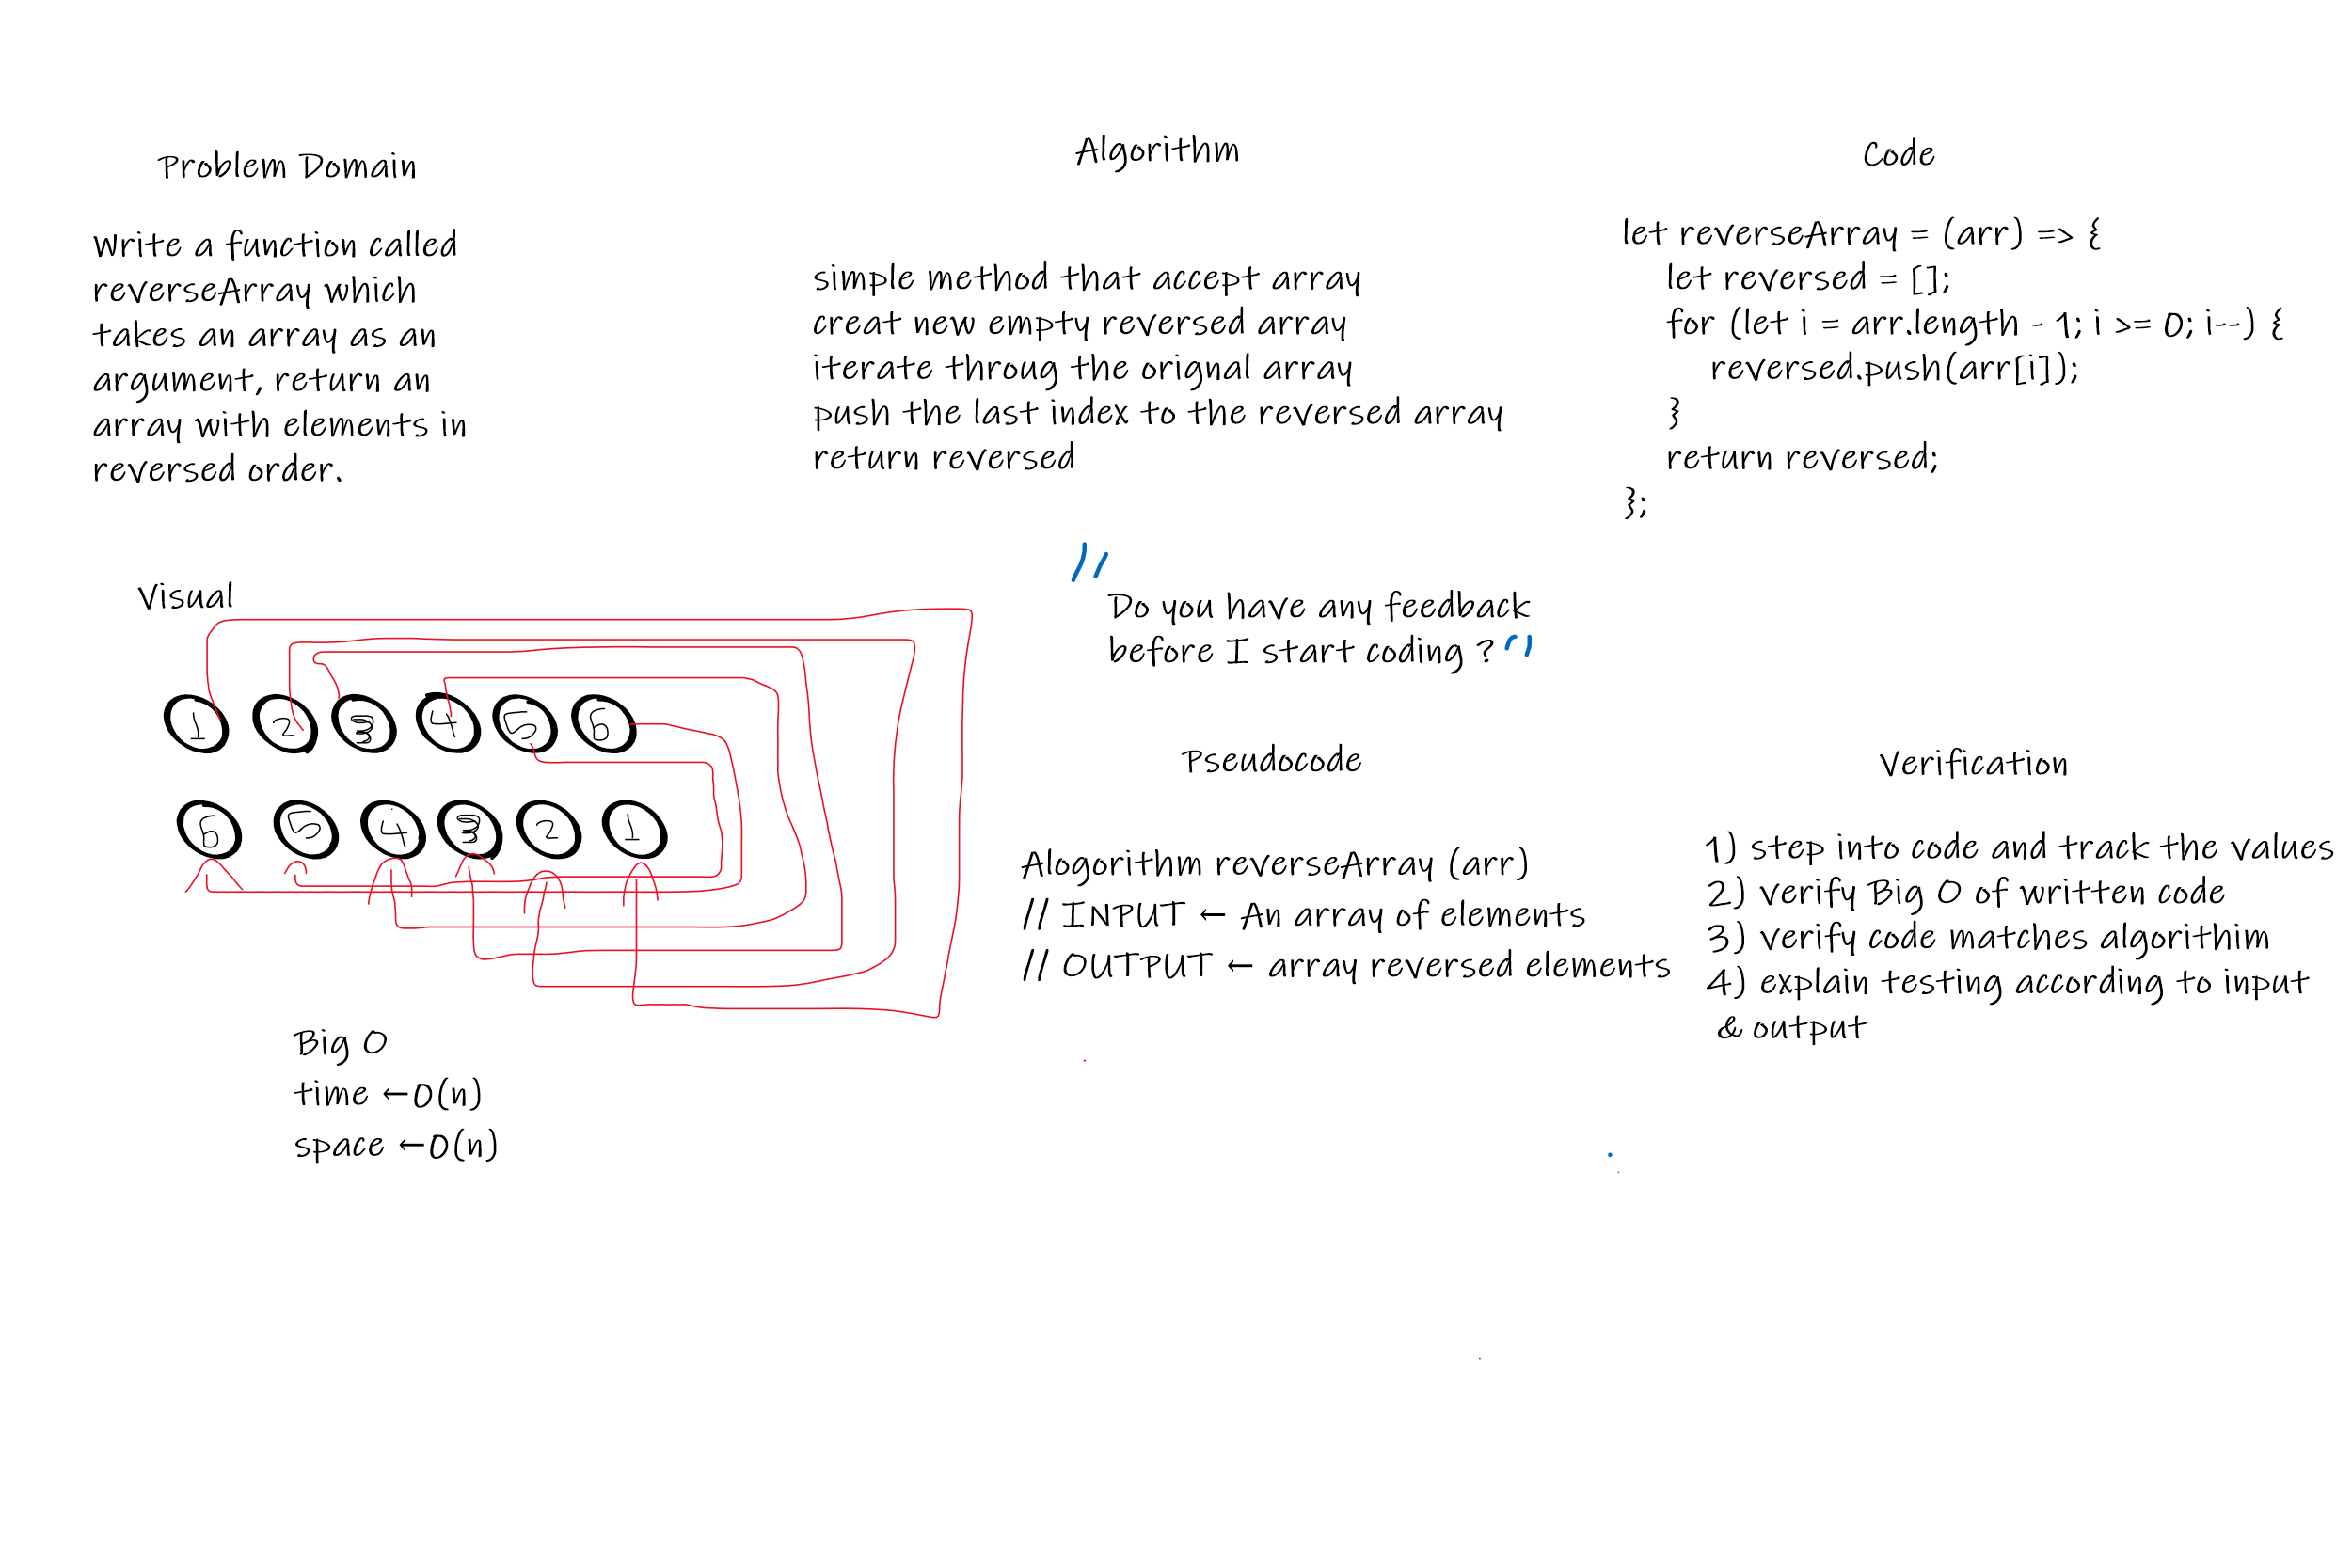 Problem Domain
Write a function called
reverseArray which
takes an array as an
argument, return an
array with elements in
reversed order.
Algorithm
simple method that accept array
creat new empty reversed array
iterate throug the orignal array
push the last index to the reversed array
return reversed
Code
let reverseArray = (arr) => {
let reversed = [];
for (let i = arr.length - 1; i >= 0; i--) {
reversed.push(arr[i]);
}
return reversed;
};
"Do you have any feedback
before I start coding ?"
Visual
1 2 3 4 5 6
6 5 4 3 2 1
Big O
time ←O(n)
space ←O(n)
Pseudocode
Alogorithm reverseArray (arr)
// INPUT ← An array of elements
// OUTPUT ← array reversed elements
Verification
1) step into code and track the values
2) verify Big O of written code
3) verify code matches algorithim
4) explain testing according to input
& output